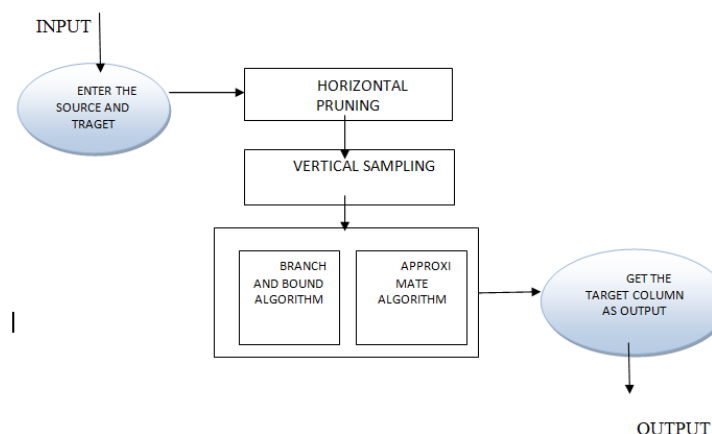 INPUT
ENTER THE
SOURCE AND
TRAGET
HORIZONTAL
PRUNING
VERTICAL SAMPLING
BRANCH
AND BOUND
ALGORITHM
APPROXI
MATE
ALGORITHM
GET THE
TARGET COLUMN
AS OUTPUT
OUTPUT